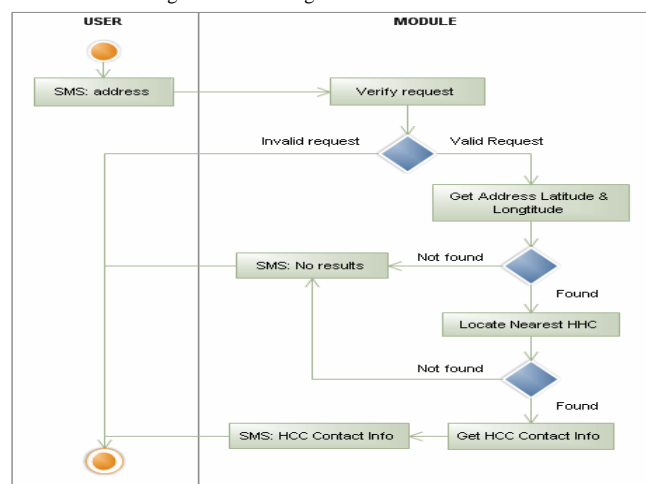 USER
MODULE
SMS: address
Verify request
Invalid request
Valid Request
Get Address Latitude &
Longtitude
Not found
SMS: No results
Found
Locate Nearest HHC
Not found
Found
SMS: HCC Contact Info
Get HCC Contact Info